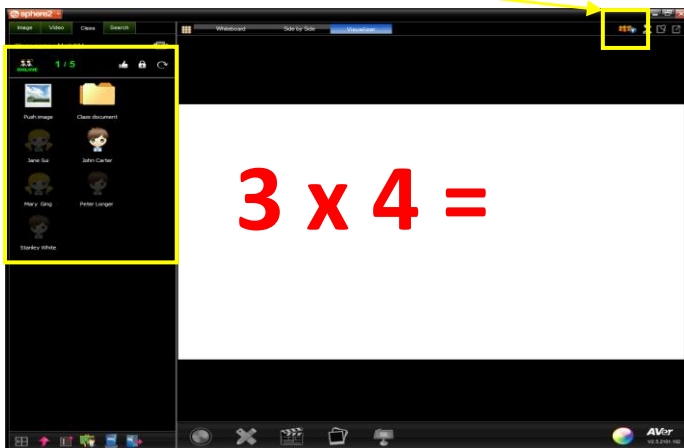 sphere2
Image Video Class Search
Whiteboard Side by Side Visualizer
ONLINE 1 / 5
Push image Class document
Jane Sui John Carter
Mary Ging Peter Longer
Stanley White
3 x 4 =
AVer